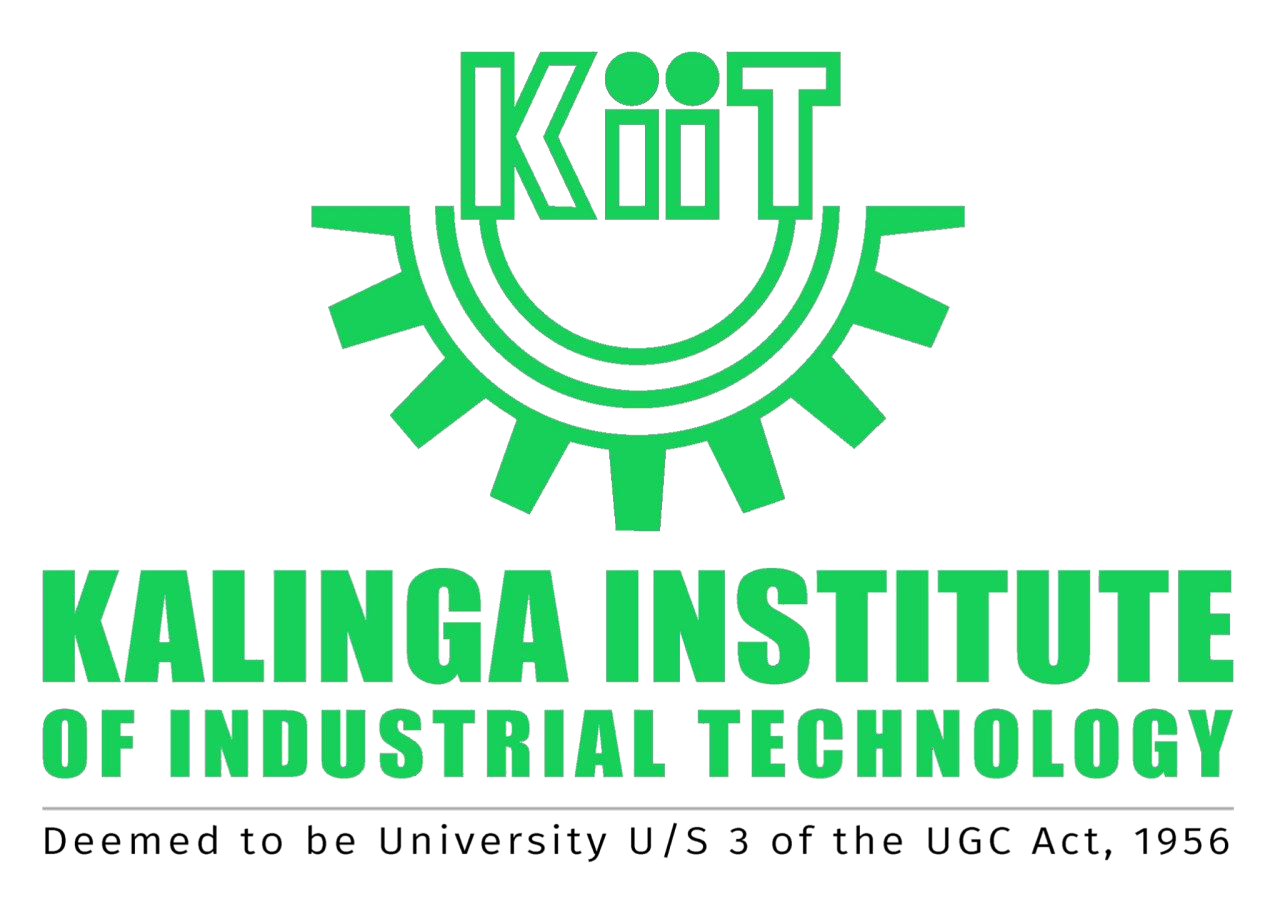 KiiT
KALINGA INSTITUTE
OF INDUSTRIAL TECHNOLOGY
Deemed to be University U/S 3 of the UGC Act, 1956